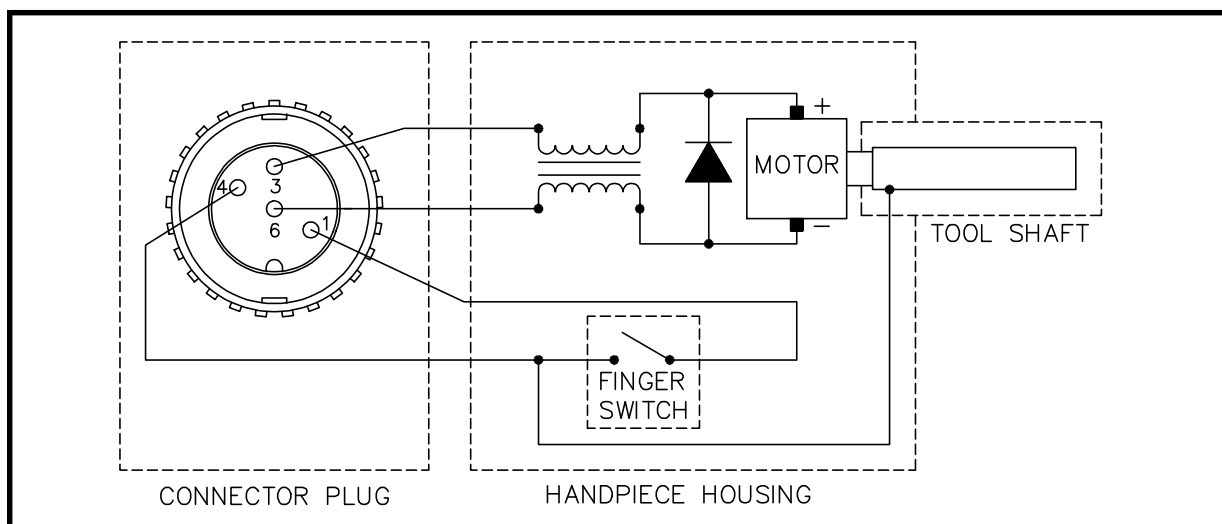 +
4
3
MOTOR
6
1
−
TOOL SHAFT
FINGER
SWITCH
CONNECTOR PLUG
HANDPIECE HOUSING